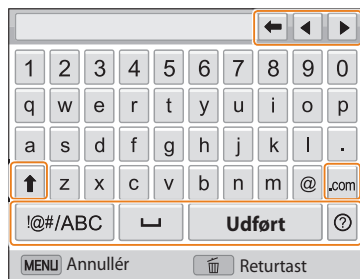 1 2 3 4 5 6 7 8 9 0
q w e r t y u i o p
a s d f g h j k l .
z x c v b n m @ .com
!@#/ABC Udført ?
MENU Annullér Returtast